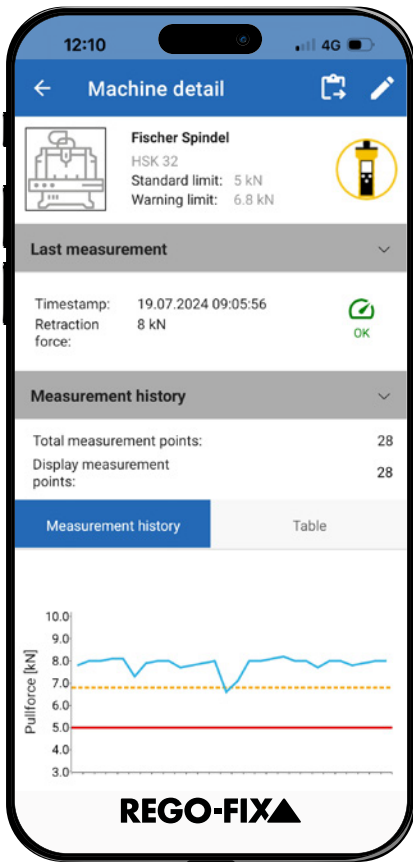 12:10
4G
Machine detail
Fischer Spindel
HSK 32
Standard limit: 5 kN
Warning limit: 6.8 kN
Last measurement
Timestamp: 19.07.2024 09:05:56
Retraction force: 8 kN
OK
Measurement history
Total measurement points: 28
Display measurement points: 28
Measurement history
Table
Pullforce [kN]
10.0
9.0
8.0
7.0
6.0
5.0
4.0
3.0
REGO-FIX